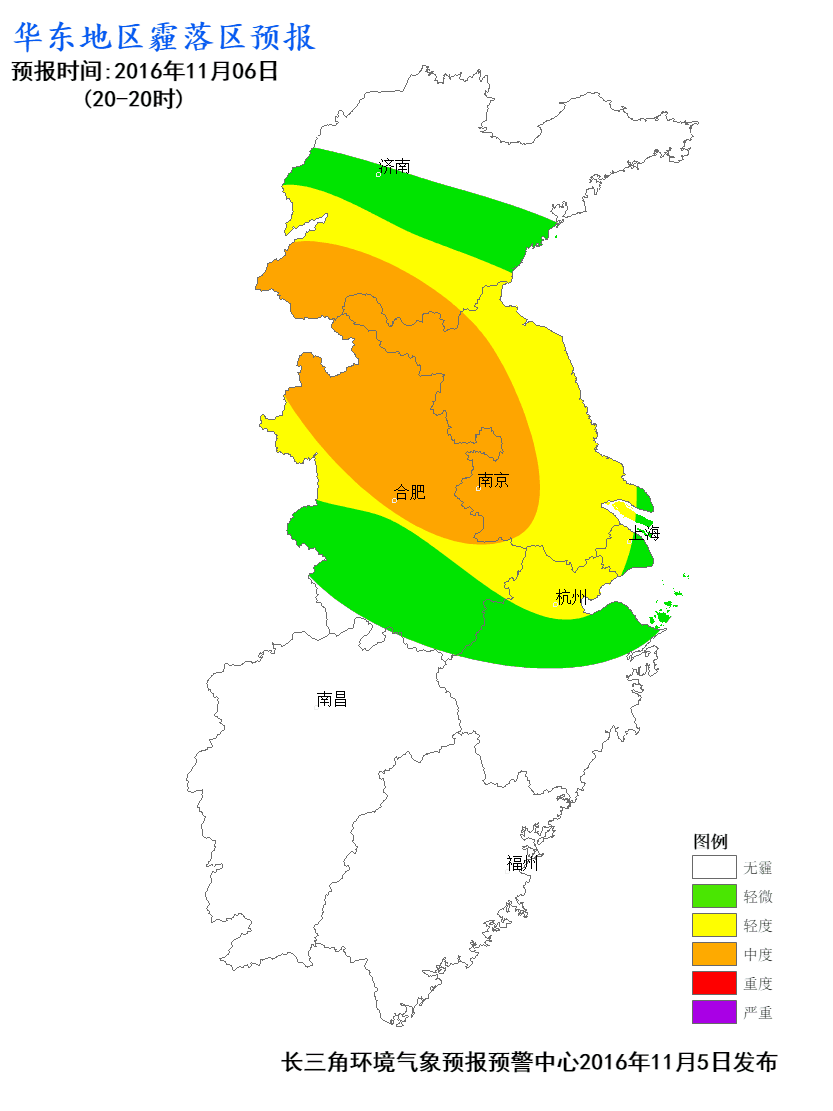 华东地区霾落区预报
预报时间:2016年11月06日
(20-20时)
济南
南京
合肥
上海
杭州
南昌
福州
图例
无霾
轻微
轻度
中度
重度
严重
长三角环境气象预报预警中心2016年11月5日发布